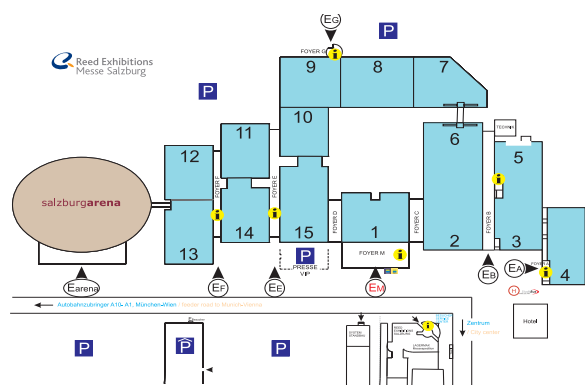 EG
P
FOYER G
i
Reed Exhibitions
Messe Salzburg
P
9
8
7
10
11
6
TECHNIK
5
12
salzburgarena
FOYER F
FOYER E
FOYER D
FOYER C
FOYER B
13
14
15
1
2
3
4
FOYER M
P
PRESSE
VIP
EA
EB
Earena
EF
EE
EM
H
Hotel
Autobahnzubringer A10- A1, München-Wien
Zentrum
City center
P
P
P